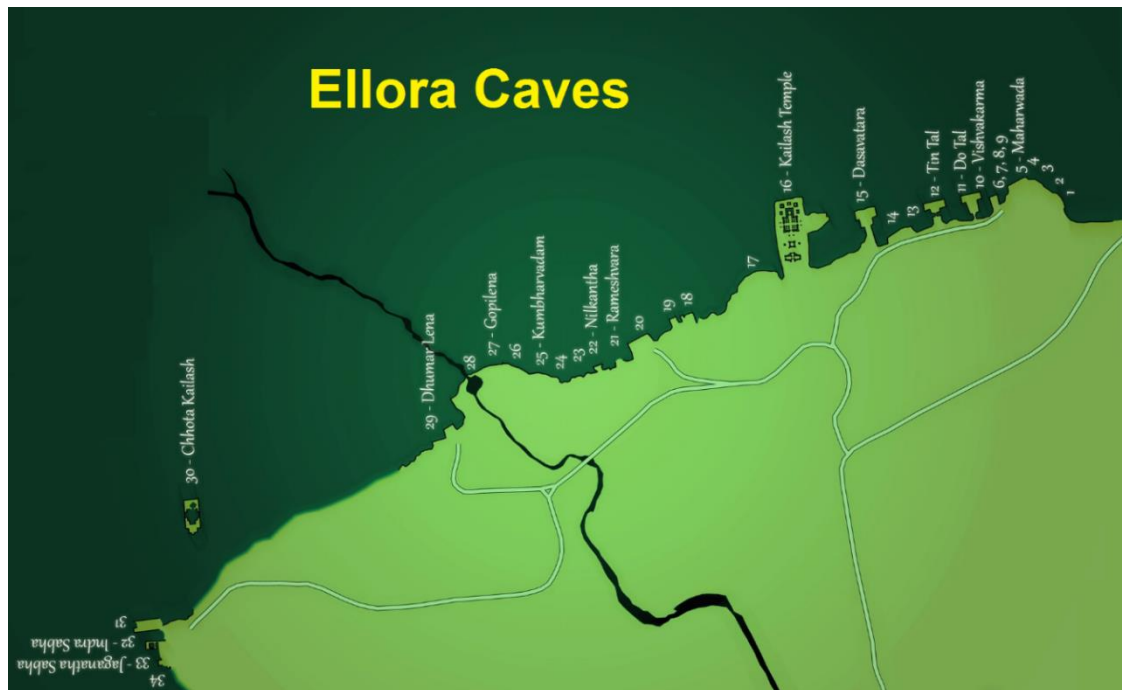 Ellora Caves
1
2
3
4
5 - Maharwada
6, 7, 8, 9
10 - Vishvakarma
11 - Do Tal
12 - Tin Tal
13
14
15 - Dasavatara
16 - Kailash Temple
17
18
19
20
21 - Rameshvara
22 - Nilkantha
23
24
25 - Kumbharvadam
26
27 - Gopilena
28
29 - Dhumar Lena
30 - Chhota Kailash
31
32 - Indra Sabha
33 - Jaganatha Sabha
34